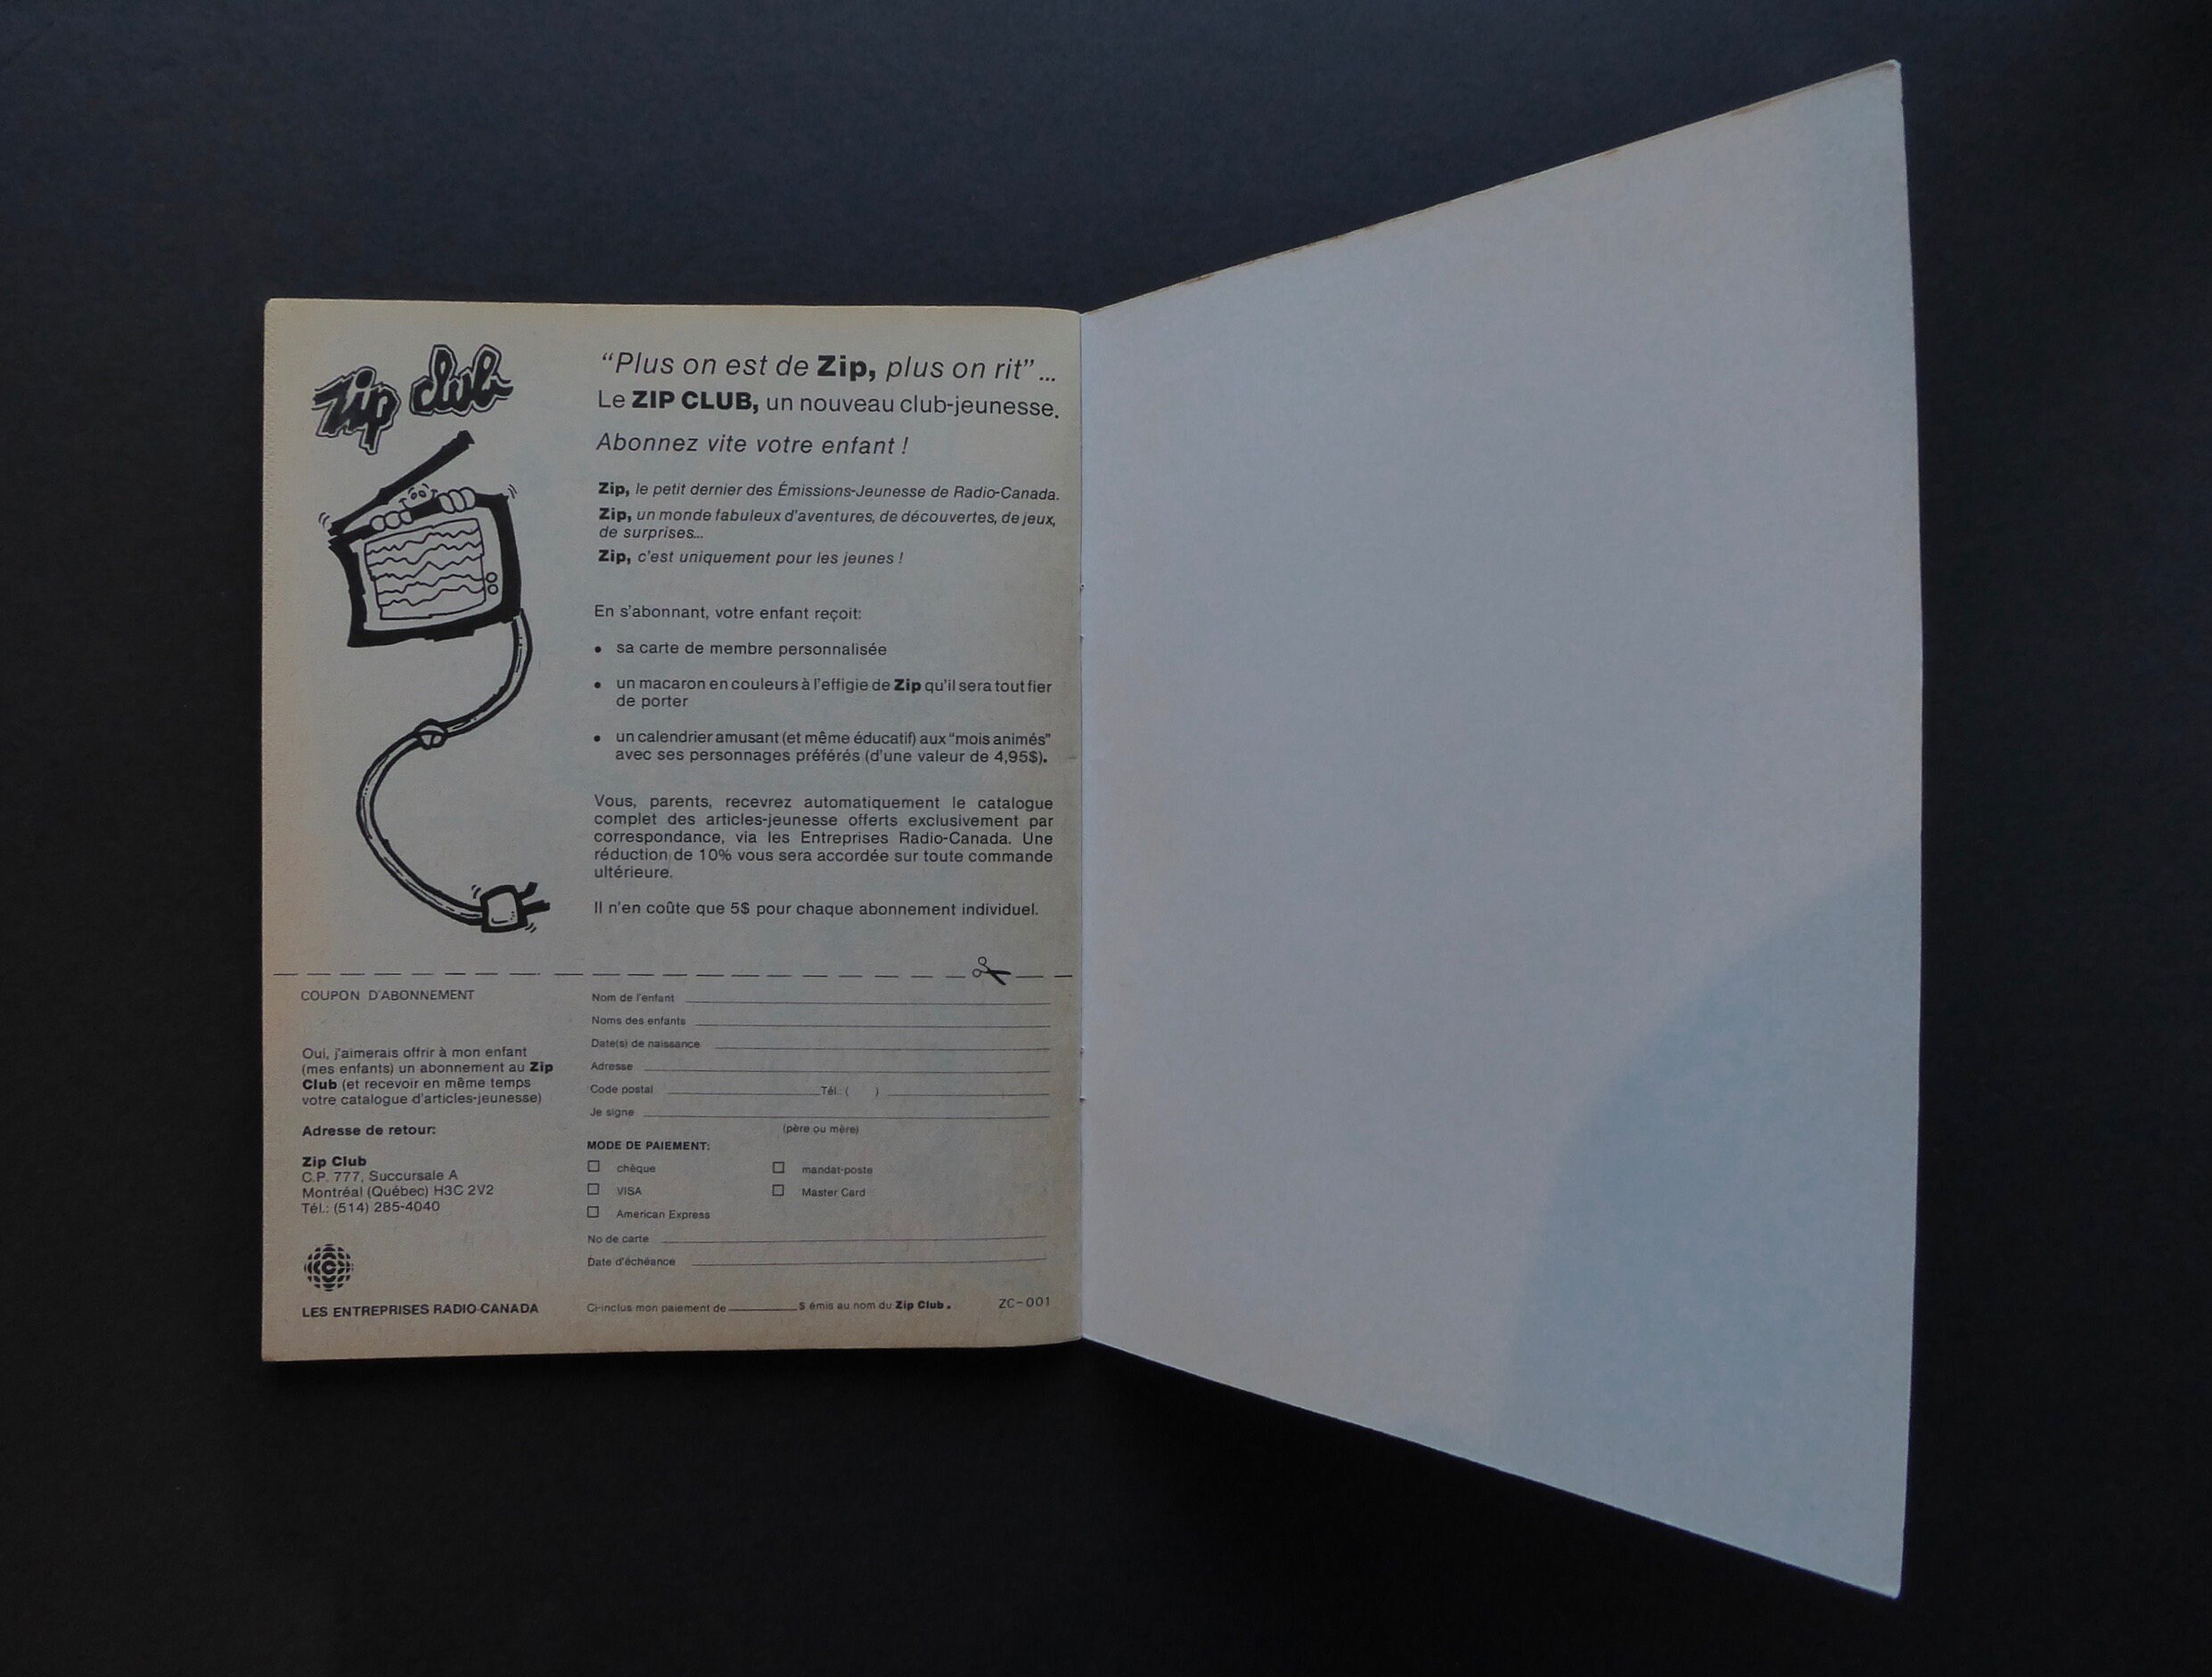 Zip club
“Plus on est de Zip, plus on rit”...
Le ZIP CLUB, un nouveau club-jeunesse.
Abonnez vite votre enfant !
Zip, le petit dernier des Émissions-Jeunesse de Radio-Canada.
Zip, un monde fabuleux d'aventures, de découvertes, de jeux,
de surprises...
Zip, c'est uniquement pour les jeunes !
En s'abonnant, votre enfant reçoit:
• sa carte de membre personnalisée
• un macaron en couleurs à l'effigie de Zip qu'il sera tout fier
de porter
• un calendrier amusant (et même éducatif) aux “mois animés”
avec ses personnages préférés (d'une valeur de 4,95$).
Vous, parents, recevrez automatiquement le catalogue
complet des articles-jeunesse offerts exclusivement par
correspondance, via les Entreprises Radio-Canada. Une
réduction de 10% vous sera accordée sur toute commande
ultérieure.
Il n'en coûte que 5$ pour chaque abonnement individuel.
COUPON D'ABONNEMENT
Oui, j'aimerais offrir à mon enfant
(mes enfants) un abonnement au Zip
Club (et recevoir en même temps
votre catalogue d'articles-jeunesse)
Adresse de retour:
Zip Club
C.P. 777, Succursale A
Montréal (Québec) H3C 2V2
Tél.: (514) 285-4040
LES ENTREPRISES RADIO-CANADA
Nom de l'enfant
Noms des enfants
Date(s) de naissance
Adresse
Code postal Tél.: ( )
Je signe
(père ou mère)
MODE DE PAIEMENT:
chèque mandat-poste
VISA Master Card
American Express
No de carte
Date d'échéance
Ci-inclus mon paiement de $ émis au nom du Zip Club. ZC-001